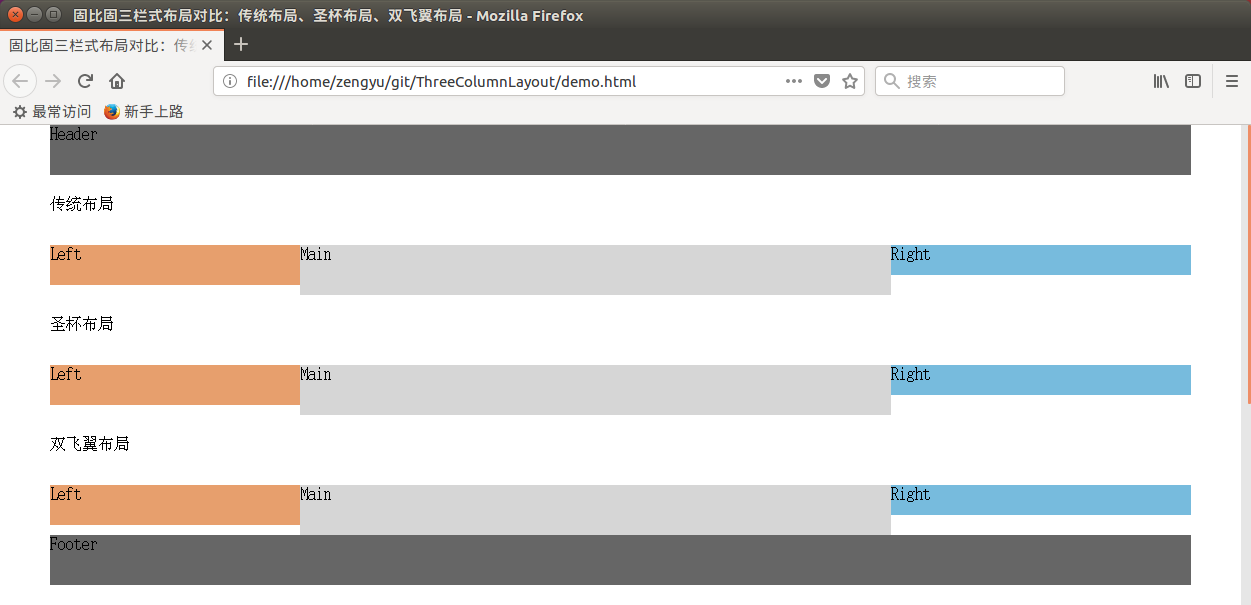 固比固三栏式布局对比：传统布局、圣杯布局、双飞翼布局 - Mozilla Firefox
固比固三栏式布局对比：传
file:///home/zengyu/git/ThreeColumnLayout/demo.html 搜索
最常访问 新手上路
Header
传统布局
Left Main Right
圣杯布局
Left Main Right
双飞翼布局
Left Main Right
Footer